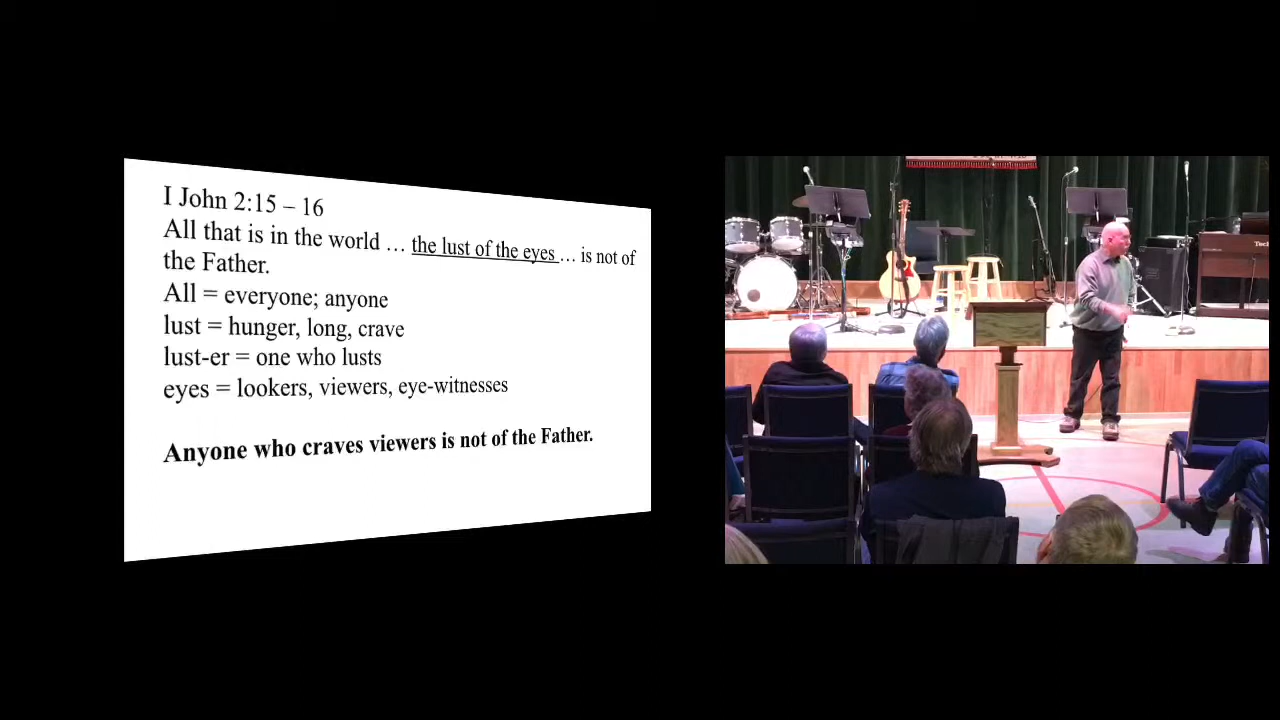 I John 2:15 – 16
All that is in the world … the lust of the eyes … is not of
the Father.
All = everyone; anyone
lust = hunger, long, crave
lust-er = one who lusts
eyes = lookers, viewers, eye-witnesses
Anyone who craves viewers is not of the Father.